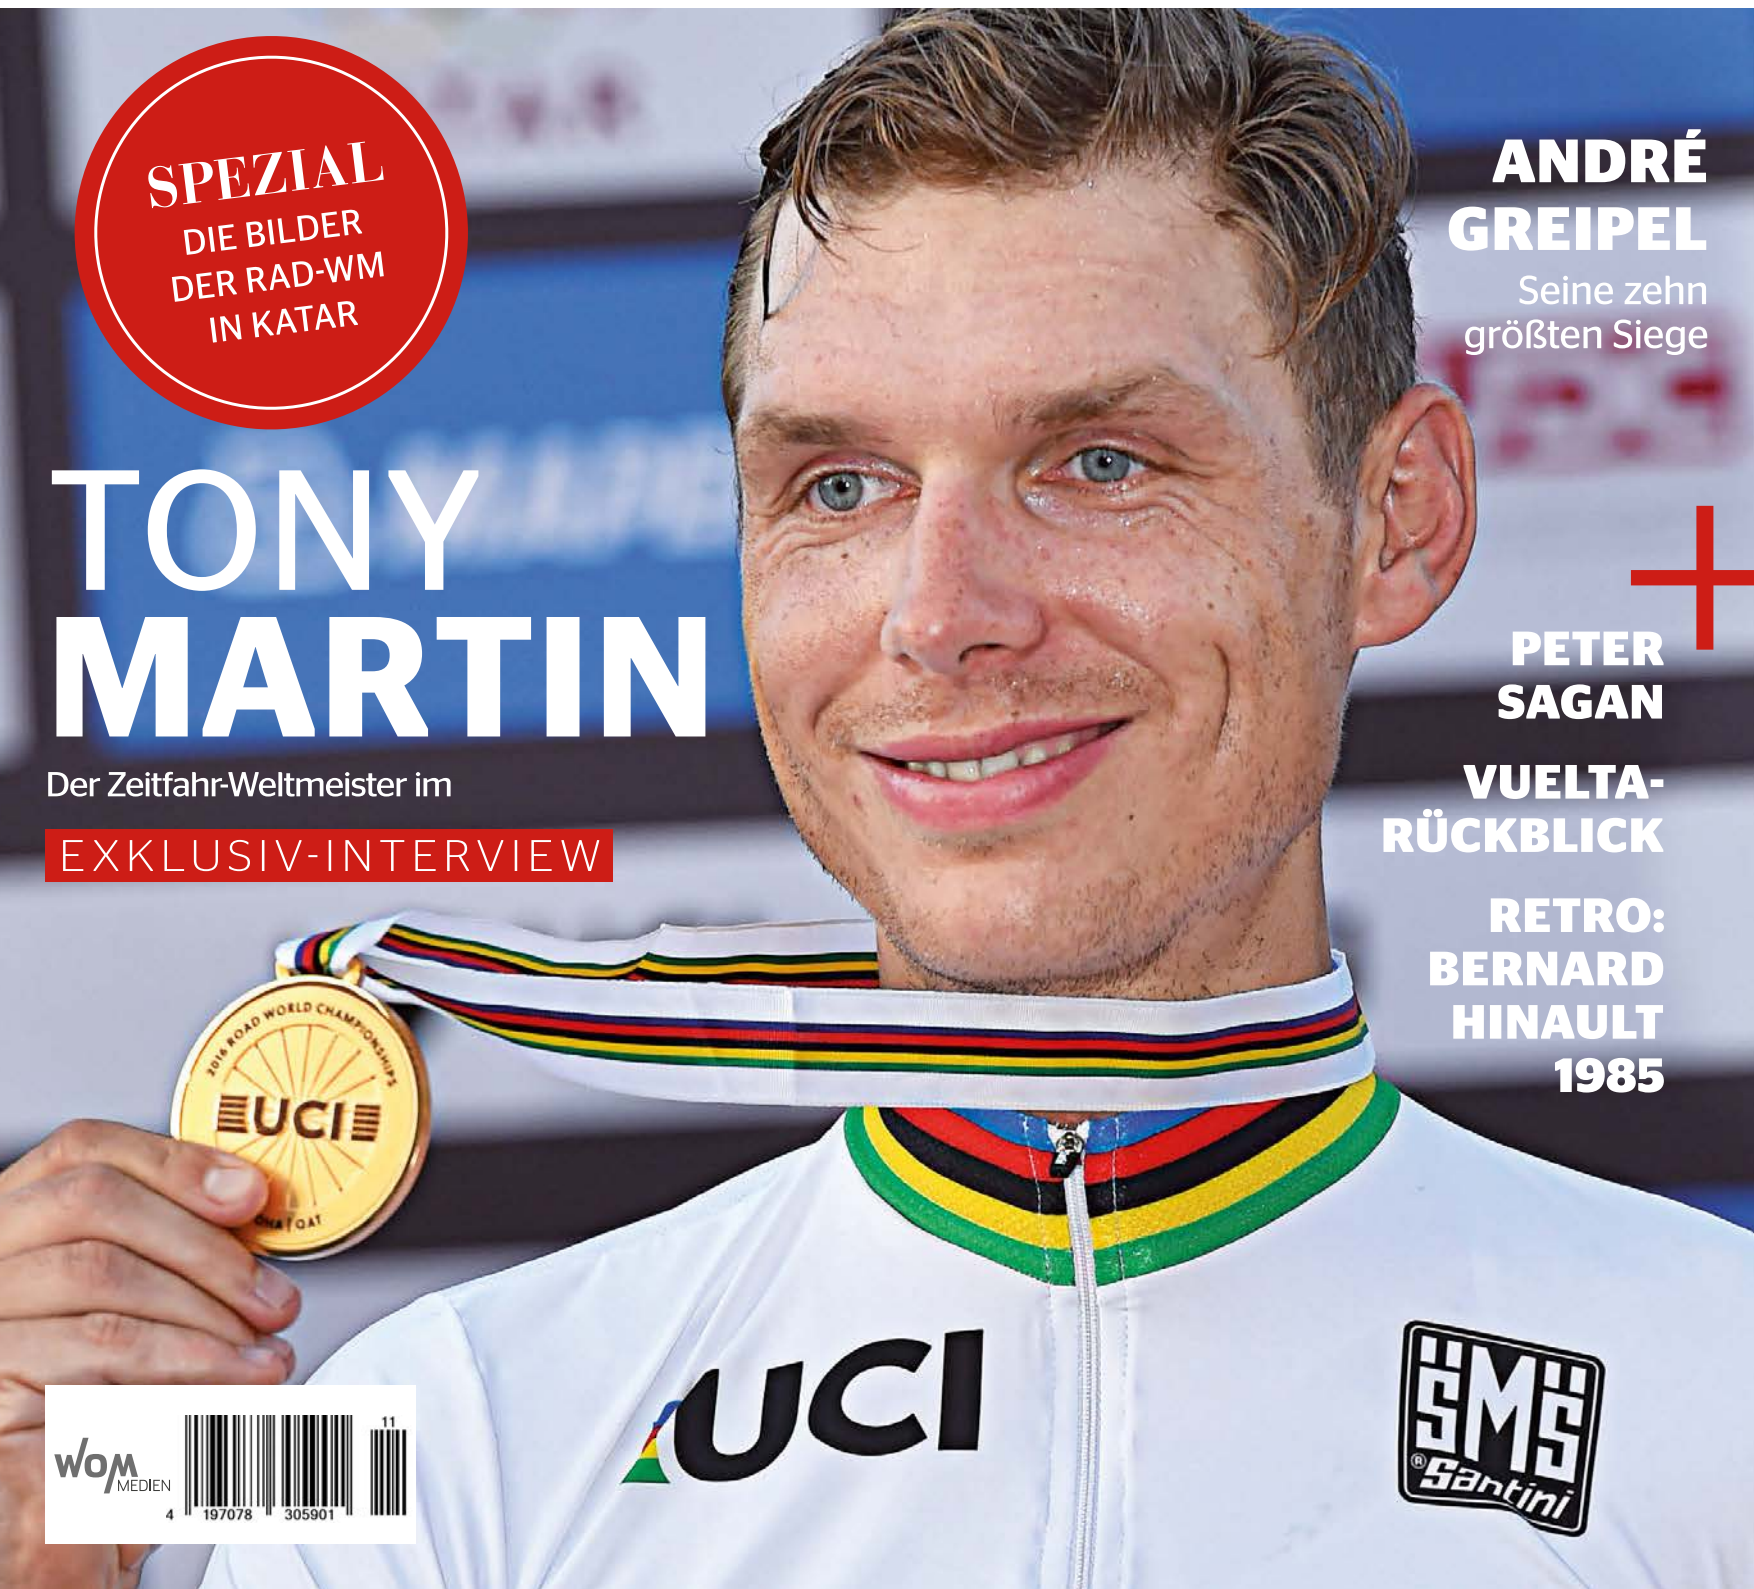 SPEZIAL
DIE BILDER
DER RAD-WM
IN KATAR
ANDRÉ
GREIPEL
Seine zehn
größten Siege
TONY
MARTIN
Der Zeitfahr-Weltmeister im
EXKLUSIV-INTERVIEW
+
PETER
SAGAN
VUELTA-
RÜCKBLICK
RETRO:
BERNARD
HINAULT
1985
2016 ROAD WORLD CHAMPIONSHIPS
UCI
QAT
UCI
SMS
® Santini
WOM
MEDIEN
11
4 197078 305901